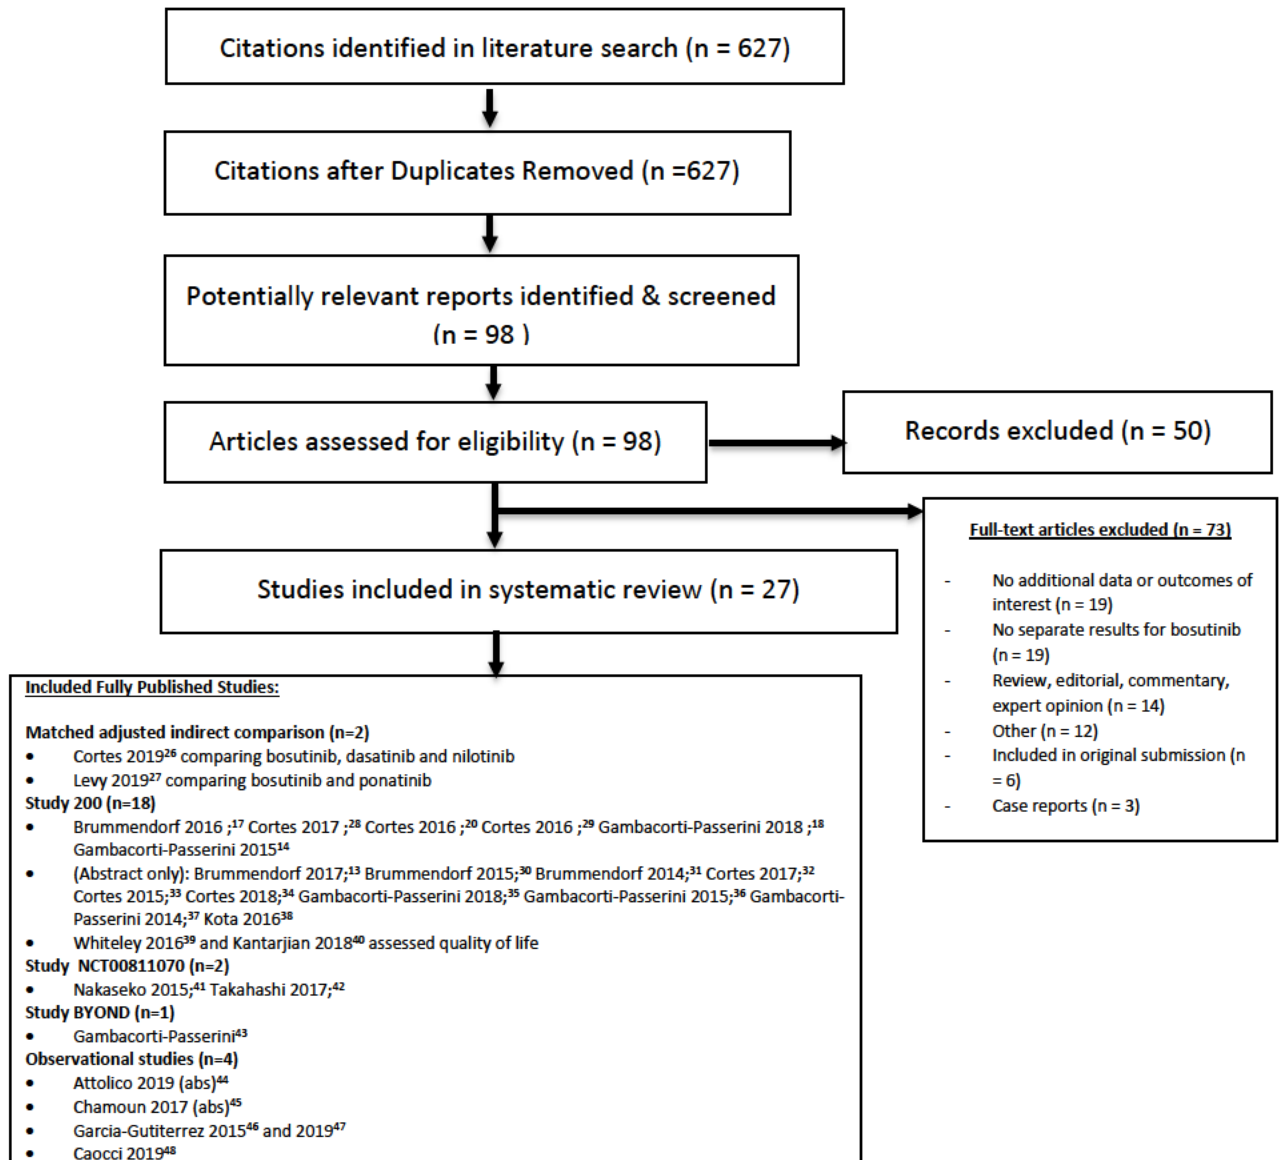 Citations identified in literature search (n = 627)
Citations after Duplicates Removed (n =627)
Potentially relevant reports identified & screened
(n = 98 )
Articles assessed for eligibility (n = 98)
Records excluded (n = 50)
Full-text articles excluded (n = 73)
- No additional data or outcomes of
interest (n = 19)
- No separate results for bosutinib
(n = 19)
- Review, editorial, commentary,
expert opinion (n = 14)
- Other (n = 12)
- Included in original submission (n
= 6)
- Case reports (n = 3)
Studies included in systematic review (n = 27)
Included Fully Published Studies:
Matched adjusted indirect comparison (n=2)
• Cortes 2019²⁶ comparing bosutinib, dasatinib and nilotinib
• Levy 2019²⁷ comparing bosutinib and ponatinib
Study 200 (n=18)
• Brummendorf 2016 ;¹⁷ Cortes 2017 ;²⁸ Cortes 2016 ;²⁰ Cortes 2016 ;²⁹ Gambacorti-Passerini 2018 ;¹⁸
Gambacorti-Passerini 2015¹⁴
• (Abstract only): Brummendorf 2017;¹³ Brummendorf 2015;³⁰ Brummendorf 2014;³¹ Cortes 2017;³²
Cortes 2015;³³ Cortes 2018;³⁴ Gambacorti-Passerini 2018;³⁵ Gambacorti-Passerini 2015;³⁶ Gambacorti-
Passerini 2014;³⁷ Kota 2016³⁸
• Whiteley 2016³⁹ and Kantarjian 2018⁴⁰ assessed quality of life
Study NCT00811070 (n=2)
• Nakaseko 2015;⁴¹ Takahashi 2017;⁴²
Study BYOND (n=1)
• Gambacorti-Passerini⁴³
Observational studies (n=4)
• Attolico 2019 (abs)⁴⁴
• Chamoun 2017 (abs)⁴⁵
• Garcia-Gutiterrez 2015⁴⁶ and 2019⁴⁷
• Caocci 2019⁴⁸